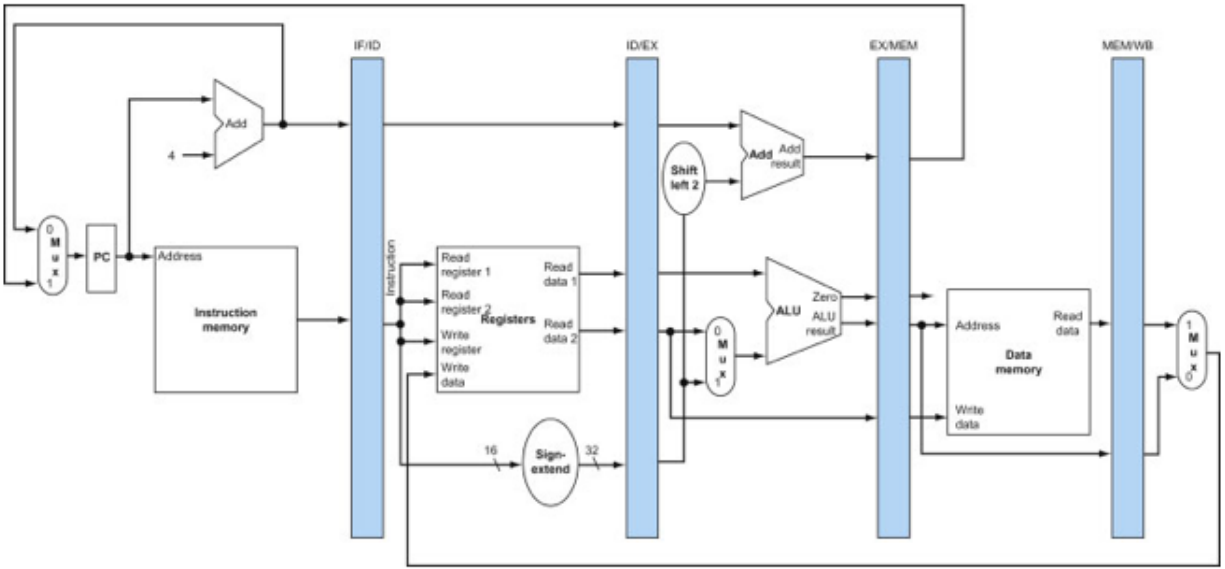 IF/ID
ID/EX
EX/MEM
MEM/WB
Add
4
Add
Add
result
Shift
left 2
0
M
u
x
1
PC
Address
Instruction
memory
Instruction
Read
register 1
Read
register 2
Write
register
Write
data
Registers
Read
data 1
Read
data 2
0
M
u
x
1
Zero
ALU
ALU
result
Address
Read
data
Data
memory
Write
data
1
M
u
x
0
16
Sign-
extend
32